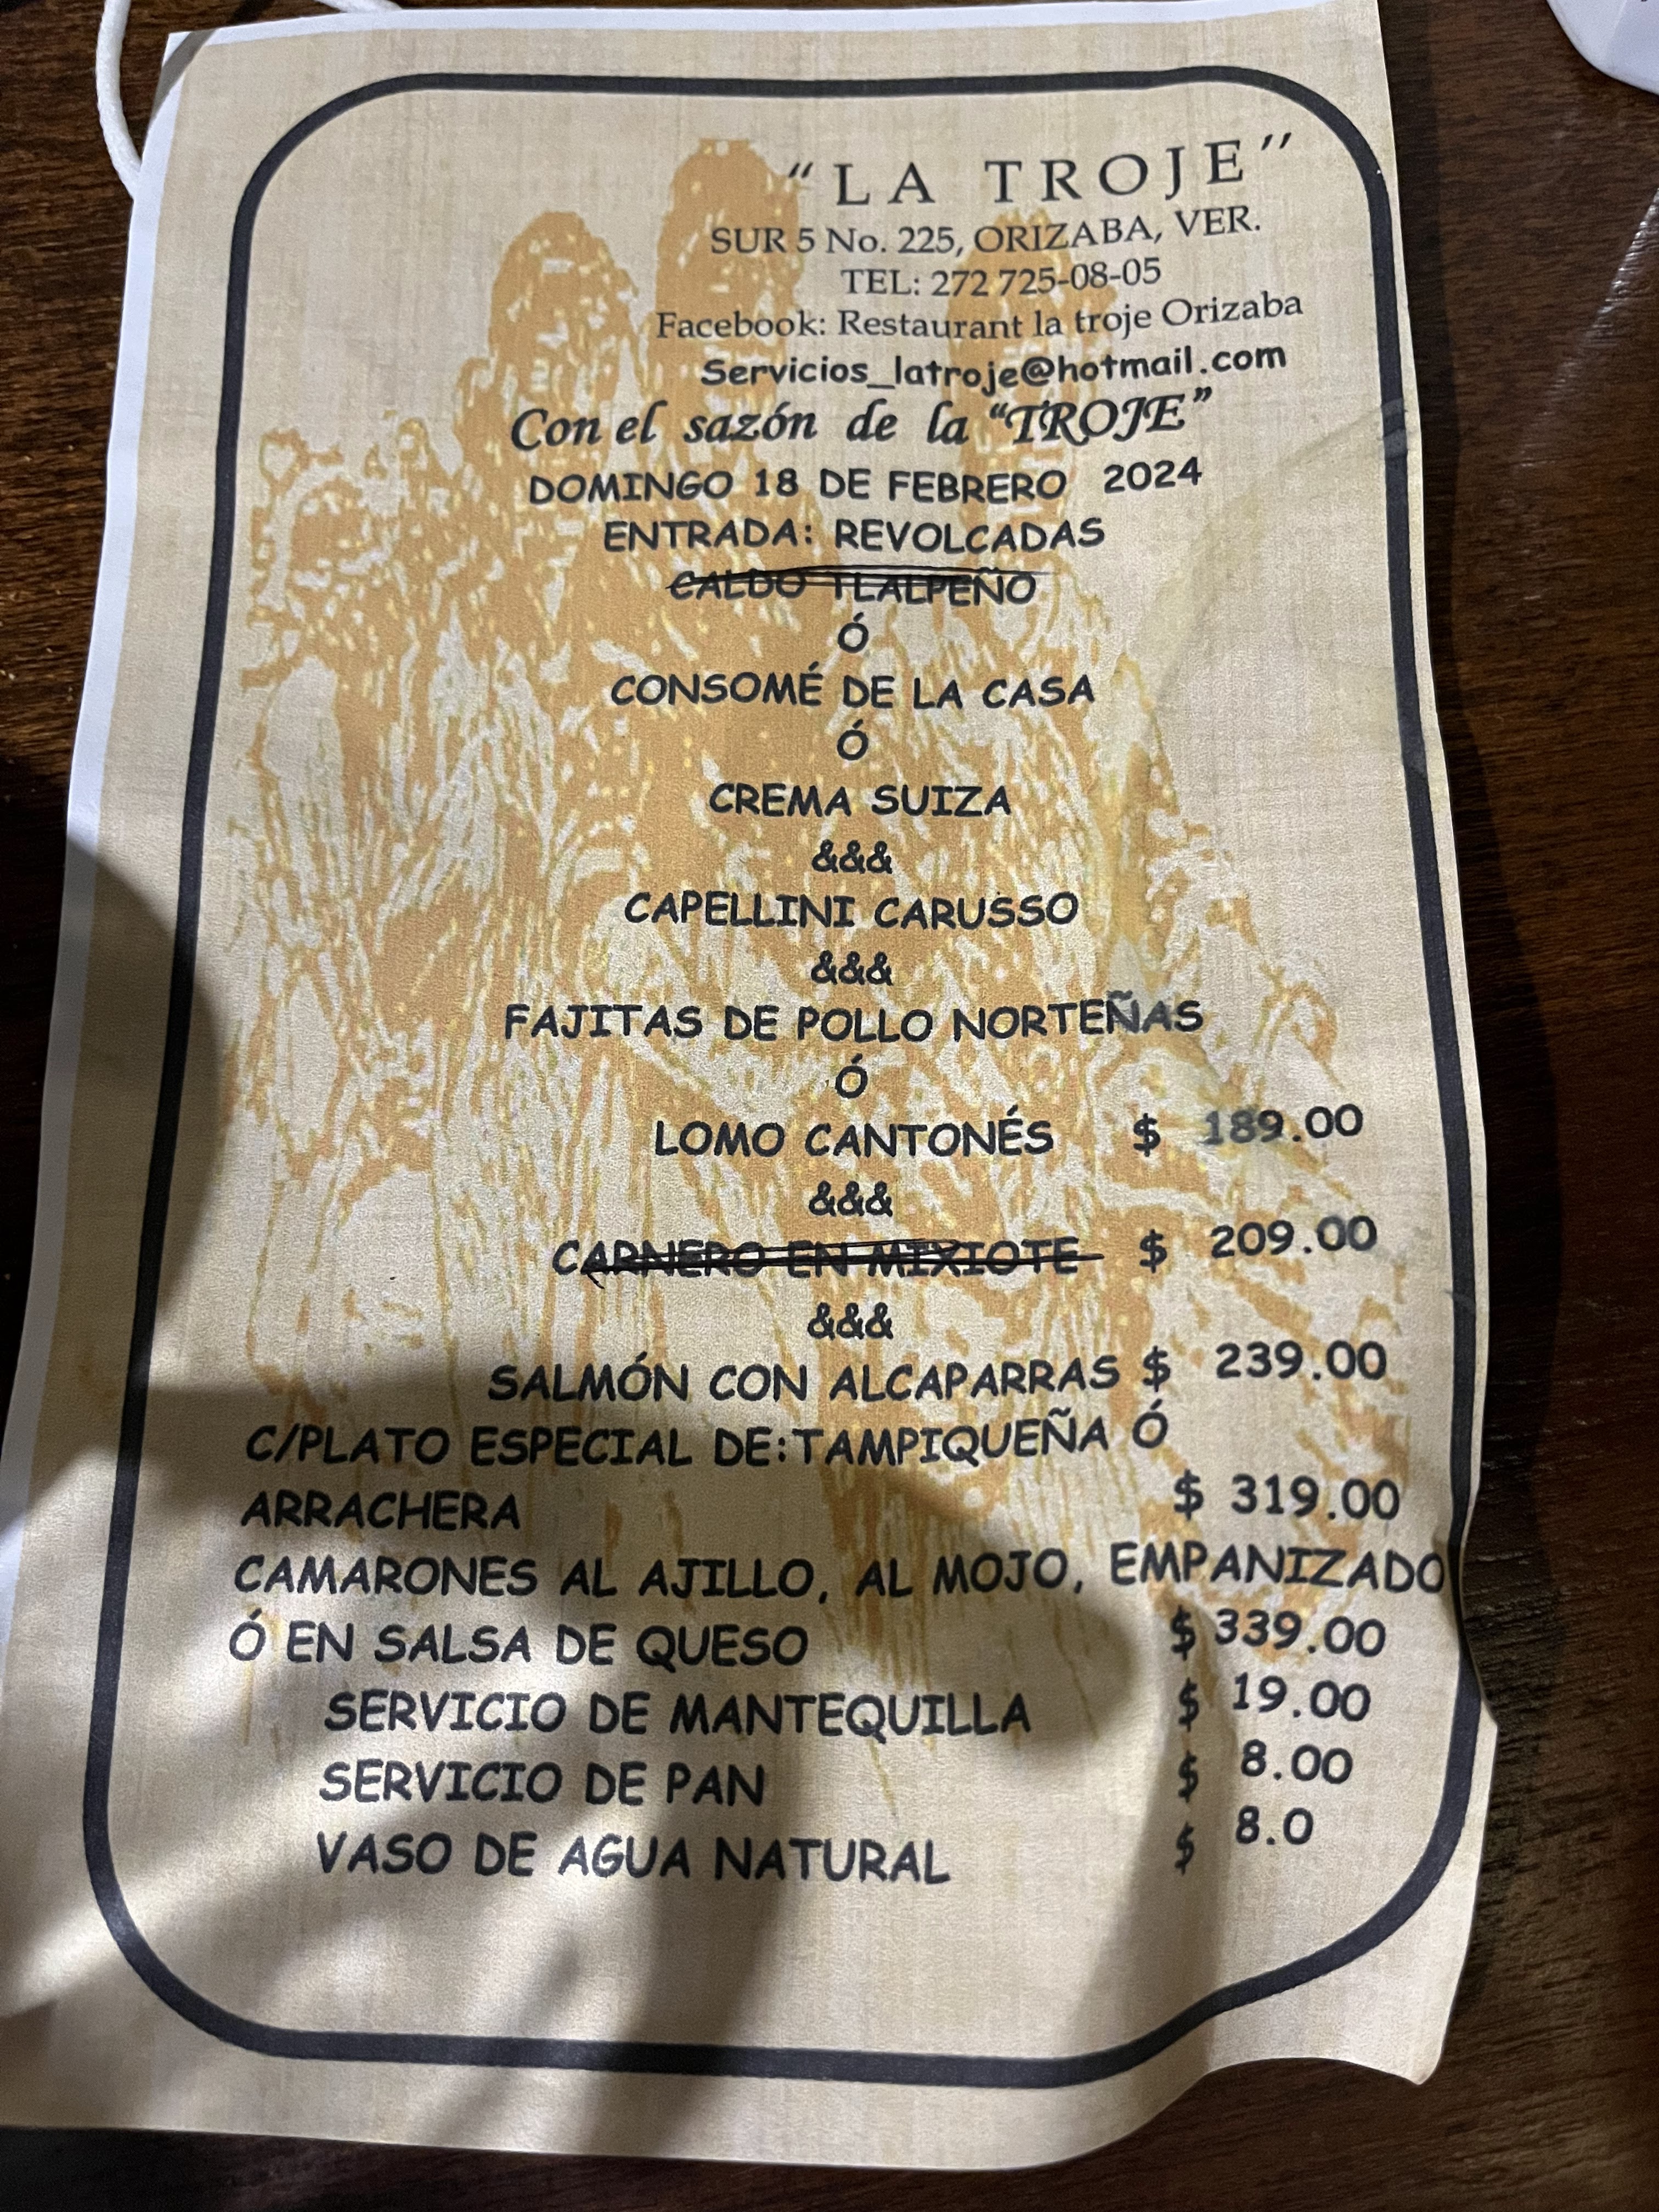 “LA TROJE”
SUR 5 No. 225, ORIZABA, VER.
TEL: 272 725-08-05
Facebook: Restaurant la troje Orizaba
Servicios_latroje@hotmail.com
Con el sazón de la “TROJE”
DOMINGO 18 DE FEBRERO 2024
ENTRADA: REVOLCADAS
CALDO TLALPEÑO
Ó
CONSOMÉ DE LA CASA
Ó
CREMA SUIZA
&&&
CAPELLINI CARUSSO
&&&
FAJITAS DE POLLO NORTEÑAS
Ó
LOMO CANTONÉS $ 189.00
&&&
CARNERO EN MIXIOTE $ 209.00
&&&
SALMÓN CON ALCAPARRAS $ 239.00
C/PLATO ESPECIAL DE:TAMPIQUEÑA Ó
ARRACHERA $ 319.00
CAMARONES AL AJILLO, AL MOJO, EMPANIZADO
Ó EN SALSA DE QUESO $ 339.00
SERVICIO DE MANTEQUILLA $ 19.00
SERVICIO DE PAN $ 8.00
VASO DE AGUA NATURAL $ 8.0